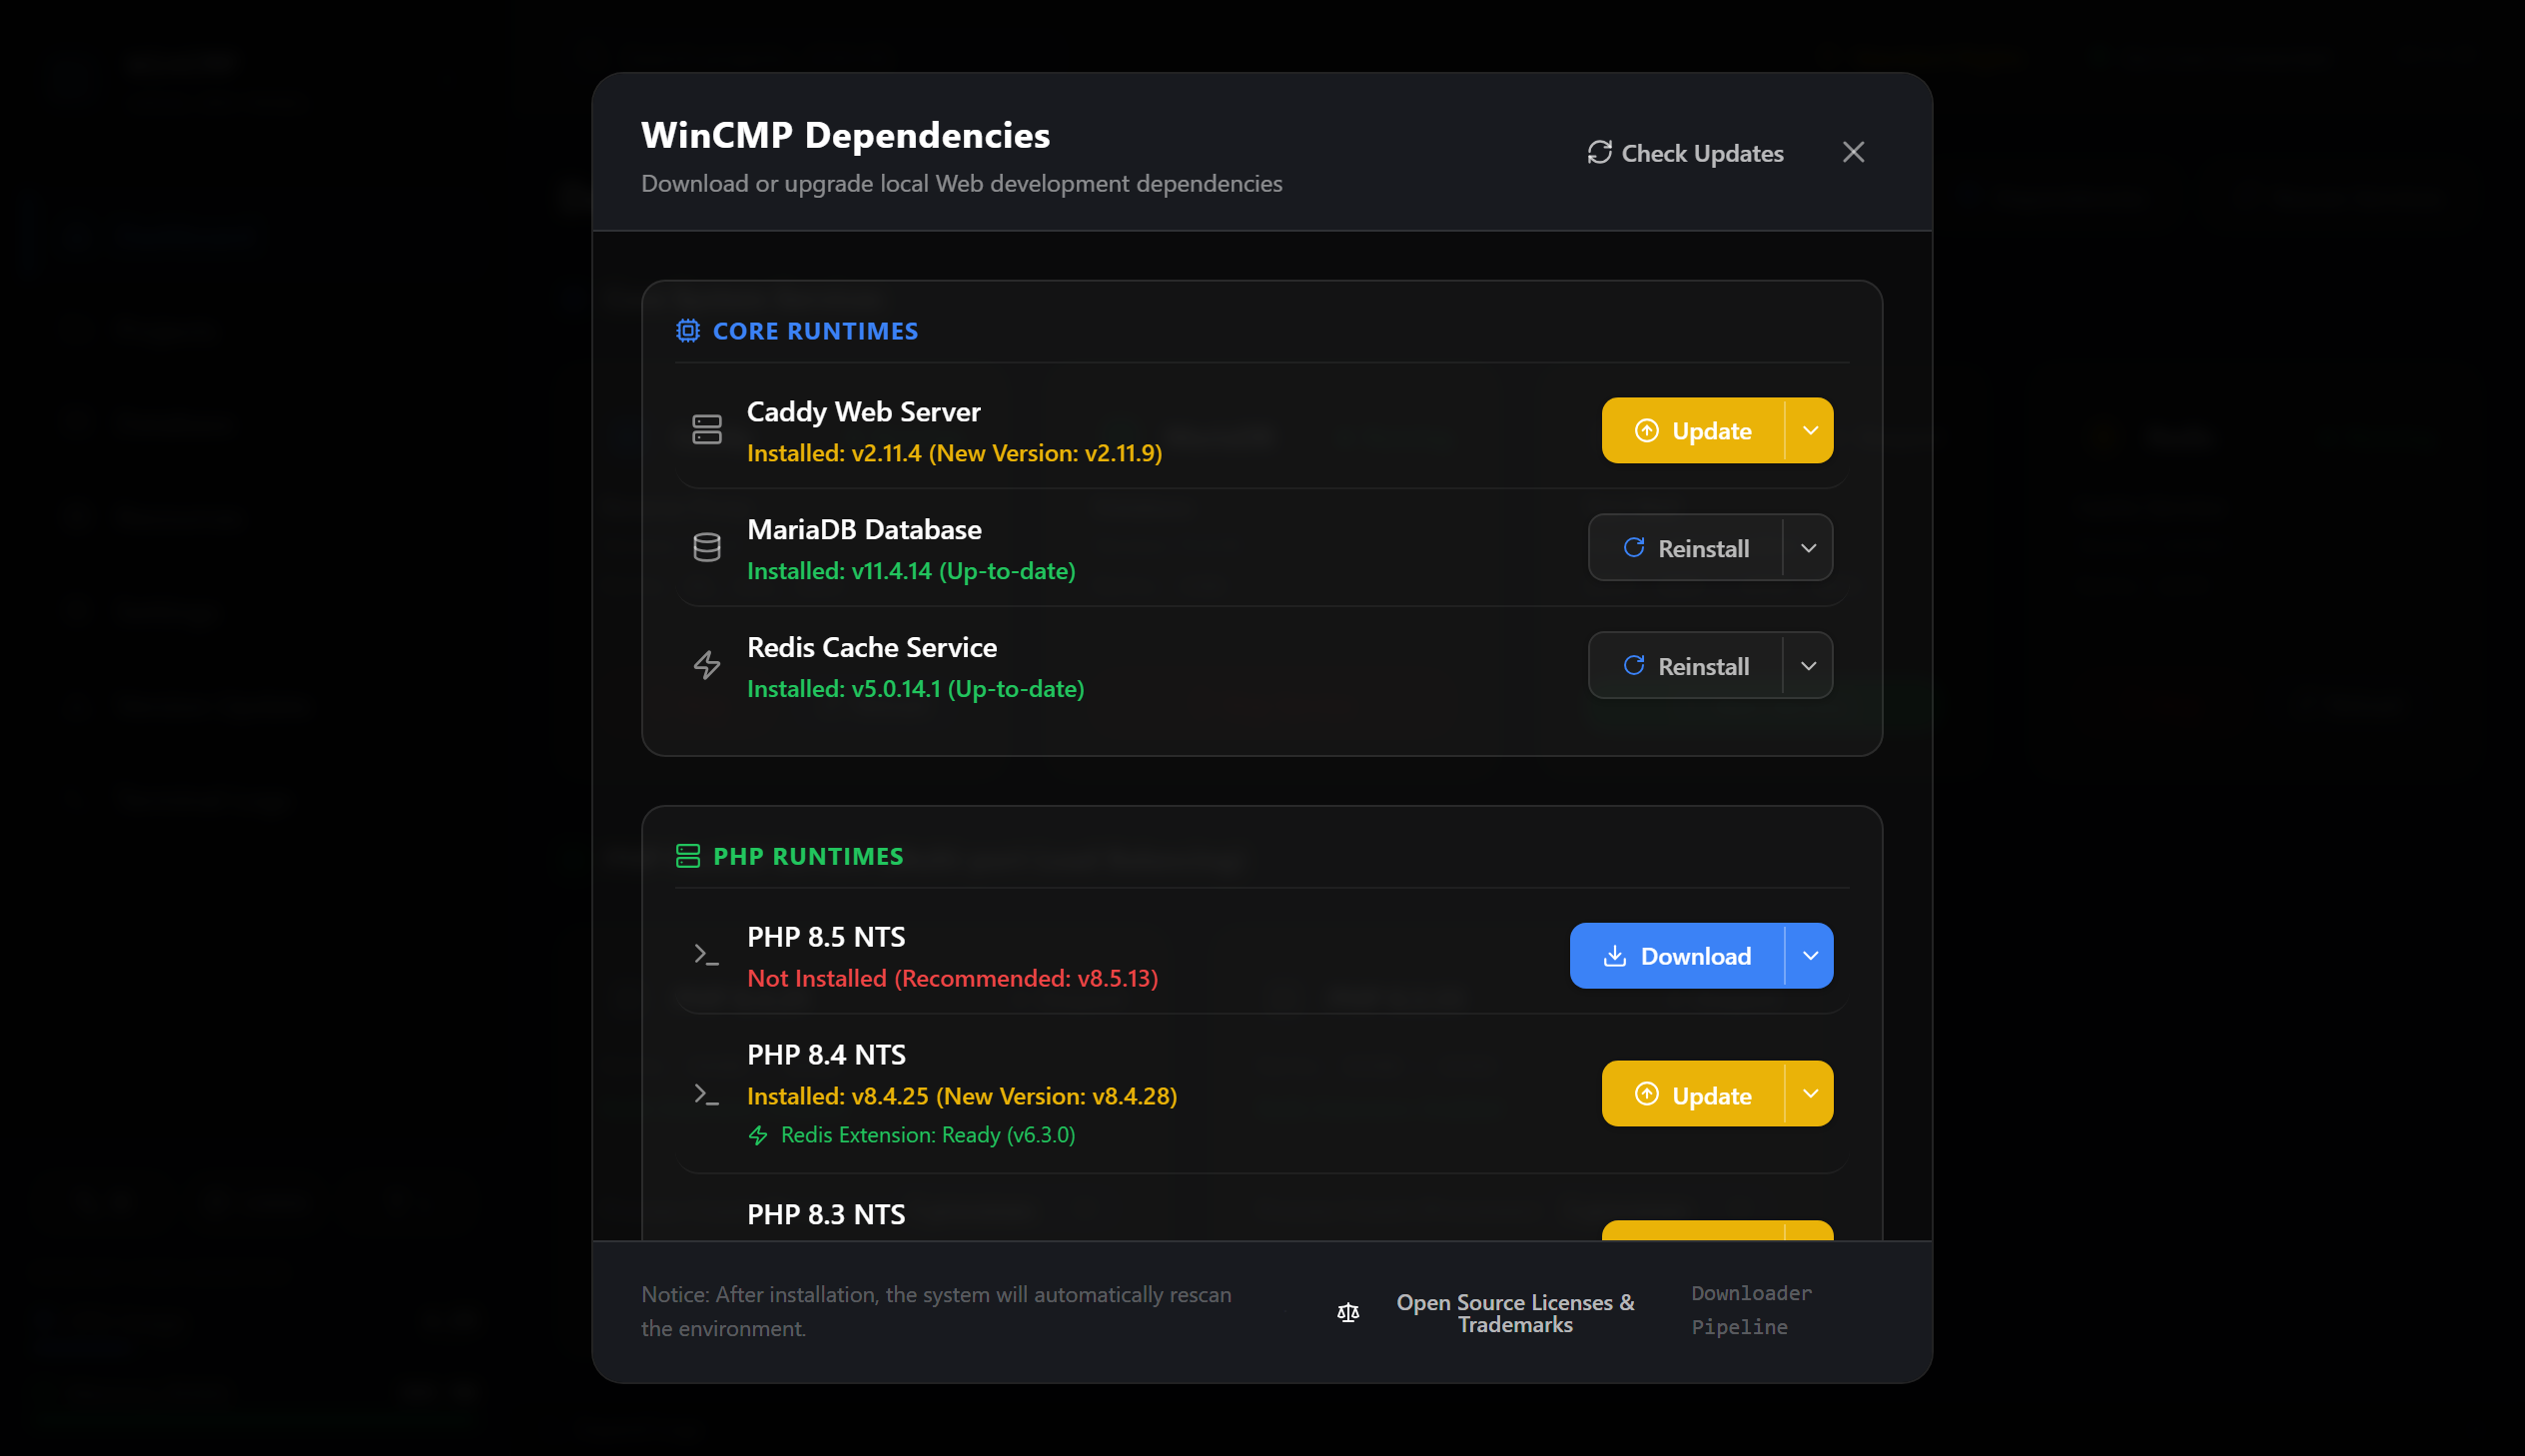 WinCMP Dependencies
Download or upgrade local Web development dependencies
Check Updates
CORE RUNTIMES
Caddy Web Server
Installed: v2.11.4 (New Version: v2.11.9)
Update
MariaDB Database
Installed: v11.4.14 (Up-to-date)
Reinstall
Redis Cache Service
Installed: v5.0.14.1 (Up-to-date)
Reinstall
PHP RUNTIMES
PHP 8.5 NTS
Not Installed (Recommended: v8.5.13)
Download
PHP 8.4 NTS
Installed: v8.4.25 (New Version: v8.4.28)
Redis Extension: Ready (v6.3.0)
Update
PHP 8.3 NTS
Notice: After installation, the system will automatically rescan
the environment.
Open Source Licenses &
Trademarks
Downloader
Pipeline